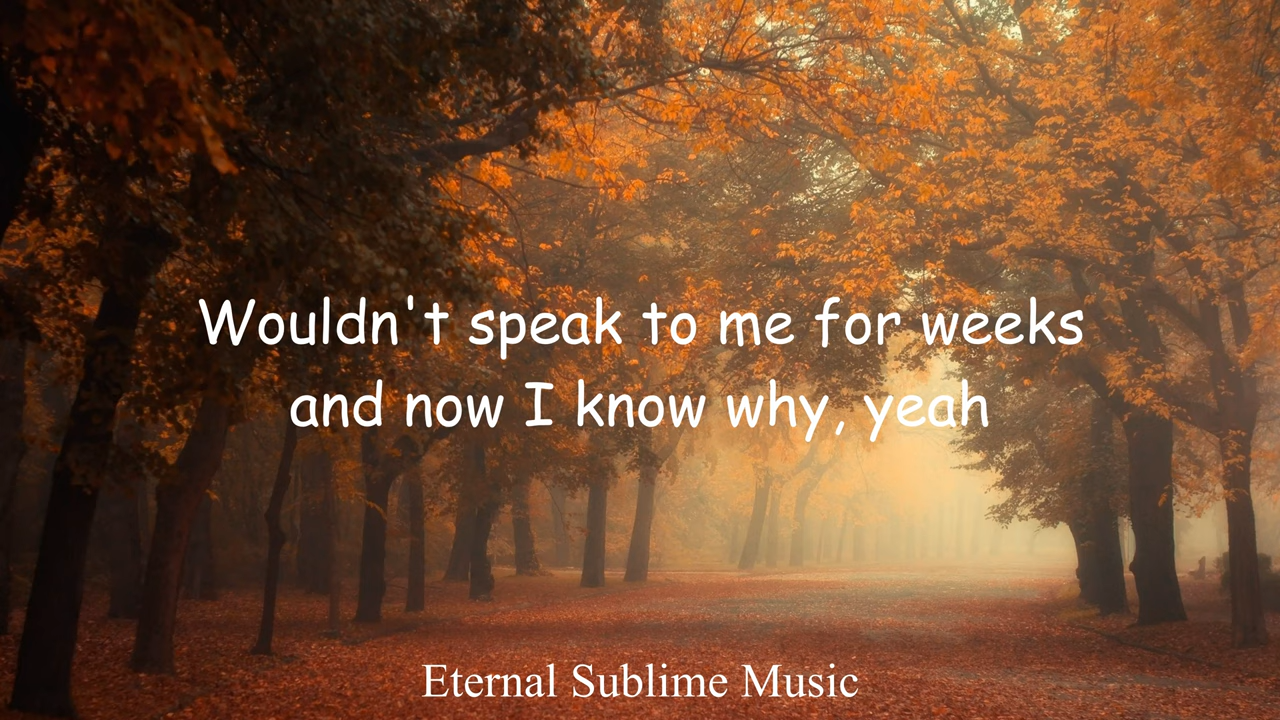 Wouldn't speak to me for weeks
and now I know why, yeah
Eternal Sublime Music